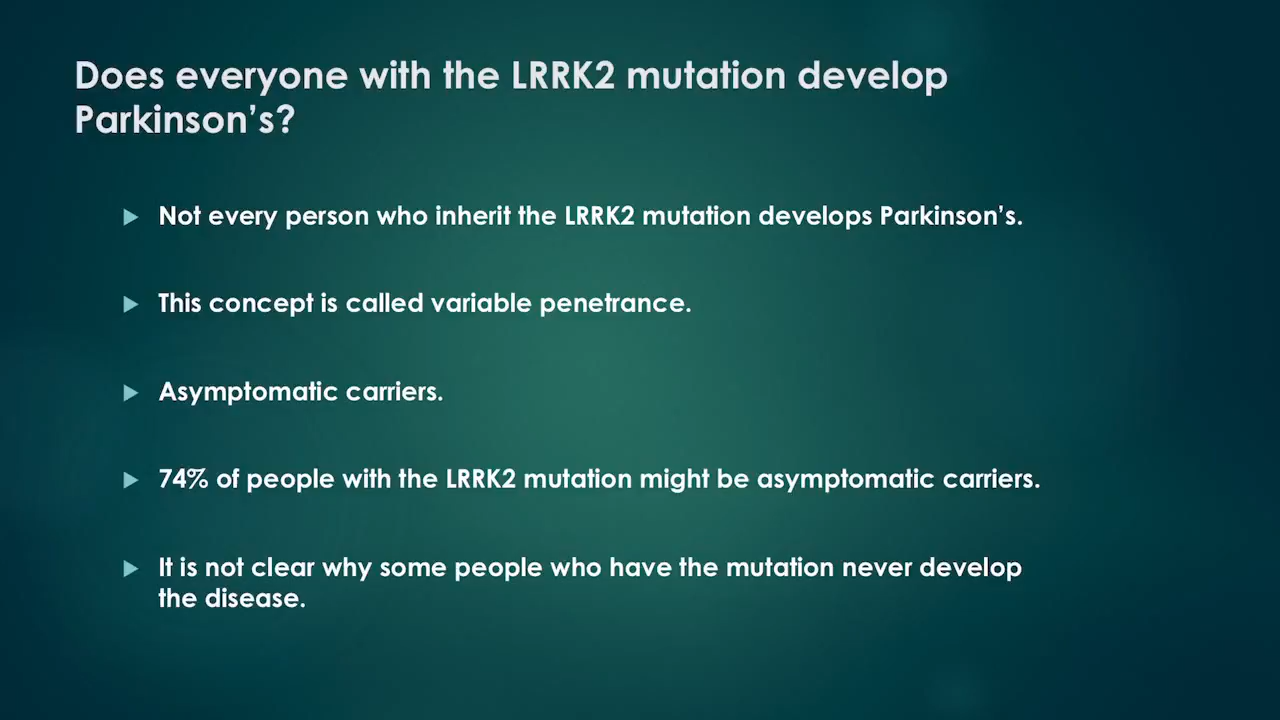 Does everyone with the LRRK2 mutation develop
Parkinson's?
Not every person who inherit the LRRK2 mutation develops Parkinson's.
This concept is called variable penetrance.
Asymptomatic carriers.
74% of people with the LRRK2 mutation might be asymptomatic carriers.
It is not clear why some people who have the mutation never develop
the disease.